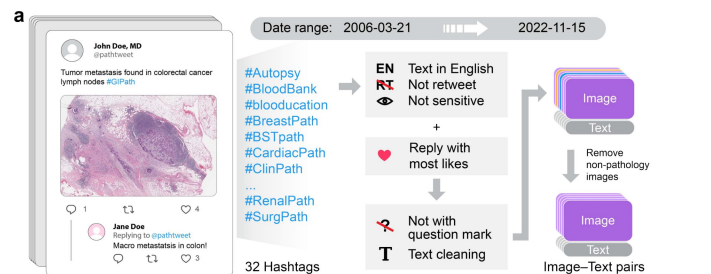 a
Date range: 2006-03-21 2022-11-15
John Doe, MD
@pathtweet
Tumor metastasis found in colorectal cancer
lymph nodes #GIPath
1
4
Jane Doe
Replying to @pathtweet
Macro metastatsis in colon!
3
#Autopsy
#BloodBank
#blooducation
#BreastPath
#BSTpath
#CardiacPath
#ClinPath
...
#RenalPath
#SurgPath
32 Hashtags
EN Text in English
RT Not retweet
Not sensitive
+
Reply with
most likes
? Not with
question mark
T Text cleaning
Image
Text
Remove
non-pathology
images
Image
Text
Image–Text pairs